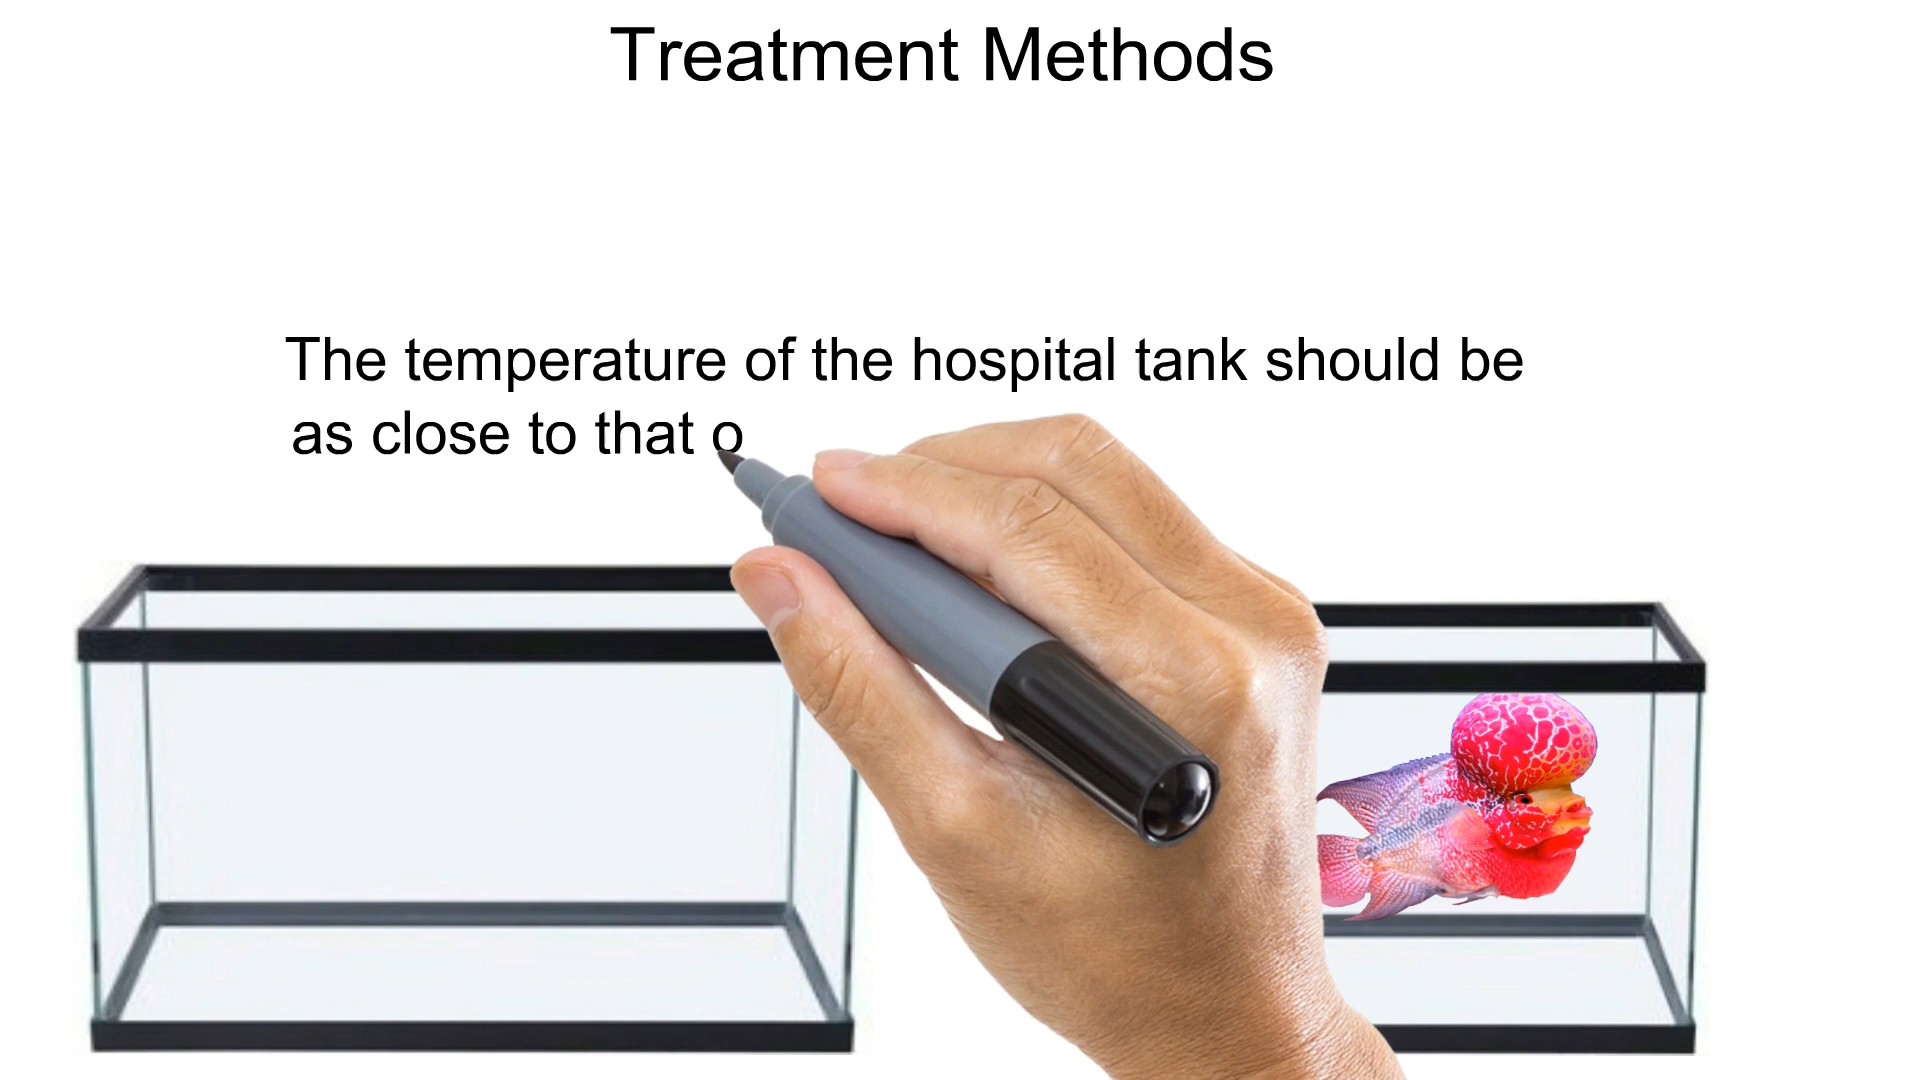 Treatment Methods
The temperature of the hospital tank should be
as close to that o